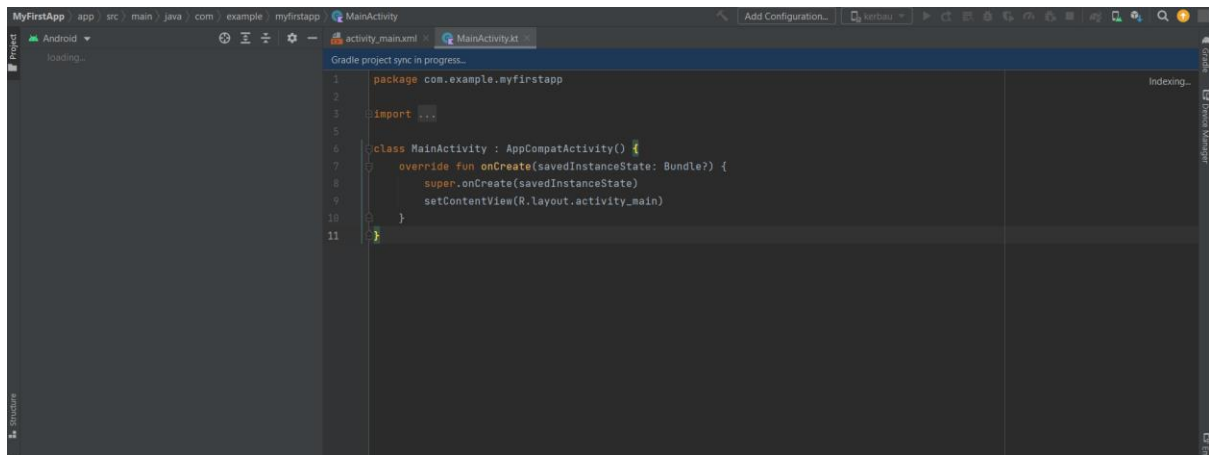 MyFirstApp app src main java com example myfirstapp MainActivity
Add Configuration...
kerbau
Project
Android
activity_main.xml
MainActivity.kt
loading...
Gradle project sync in progress...
Indexing...
1 package com.example.myfirstapp
2
3 import ...
5
6 class MainActivity : AppCompatActivity() {
7 override fun onCreate(savedInstanceState: Bundle?) {
8 super.onCreate(savedInstanceState)
9 setContentView(R.layout.activity_main)
10 }
11 }
Gradle
Device Manager
Structure